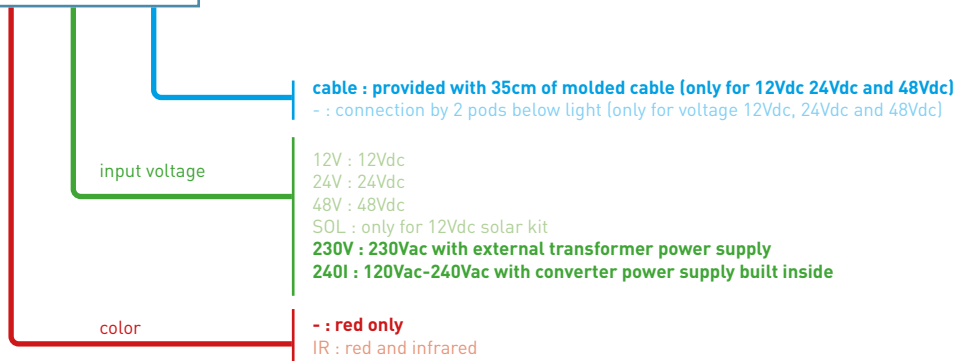 cable : provided with 35cm of molded cable (only for 12Vdc 24Vdc and 48Vdc)
- : connection by 2 pods below light (only for voltage 12Vdc, 24Vdc and 48Vdc)
input voltage
12V : 12Vdc
24V : 24Vdc
48V : 48Vdc
SOL : only for 12Vdc solar kit
230V : 230Vac with external transformer power supply
240I : 120Vac-240Vac with converter power supply built inside
color
- : red only
IR : red and infrared